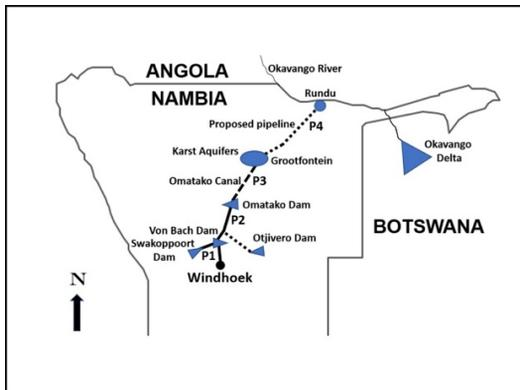 Okavango River
ANGOLA
NAMBIA
Rundu
Proposed pipeline
P4
Karst Aquifers
Grootfontein
Okavango
Delta
Omatako Canal
P3
Omatako Dam
P2
BOTSWANA
Von Bach Dam
Swakoppoort
Dam
Otjivero Dam
P1
Windhoek
N